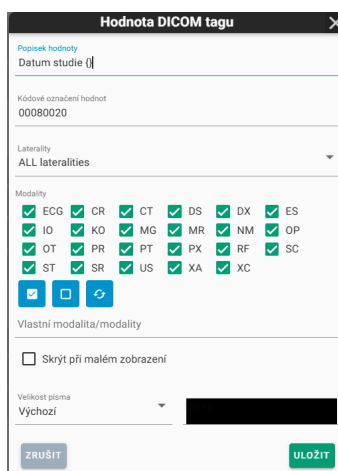 Hodnota DICOM tagu
Popisek hodnoty
Datum studie {}
Kódové označení hodnot
00080020
Laterality
ALL lateralities
Modality
ECG CR CT DS DX ES
IO KO MG MR NM OP
OT PR PT PX RF SC
ST SR US XA XC
Vlastní modalita/modality
Skrýt při malém zobrazení
Velikost písma
Výchozí
ZRUŠIT ULOŽIT